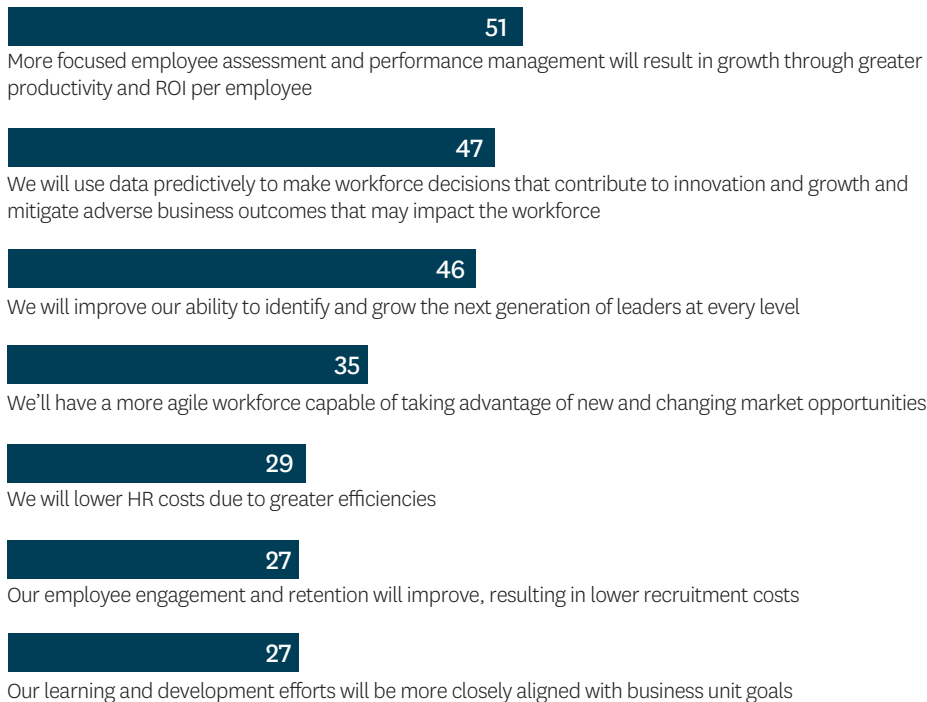 51
More focused employee assessment and performance management will result in growth through greater
productivity and ROI per employee
47
We will use data predictively to make workforce decisions that contribute to innovation and growth and
mitigate adverse business outcomes that may impact the workforce
46
We will improve our ability to identify and grow the next generation of leaders at every level
35
We’ll have a more agile workforce capable of taking advantage of new and changing market opportunities
29
We will lower HR costs due to greater efficiencies
27
Our employee engagement and retention will improve, resulting in lower recruitment costs
27
Our learning and development efforts will be more closely aligned with business unit goals